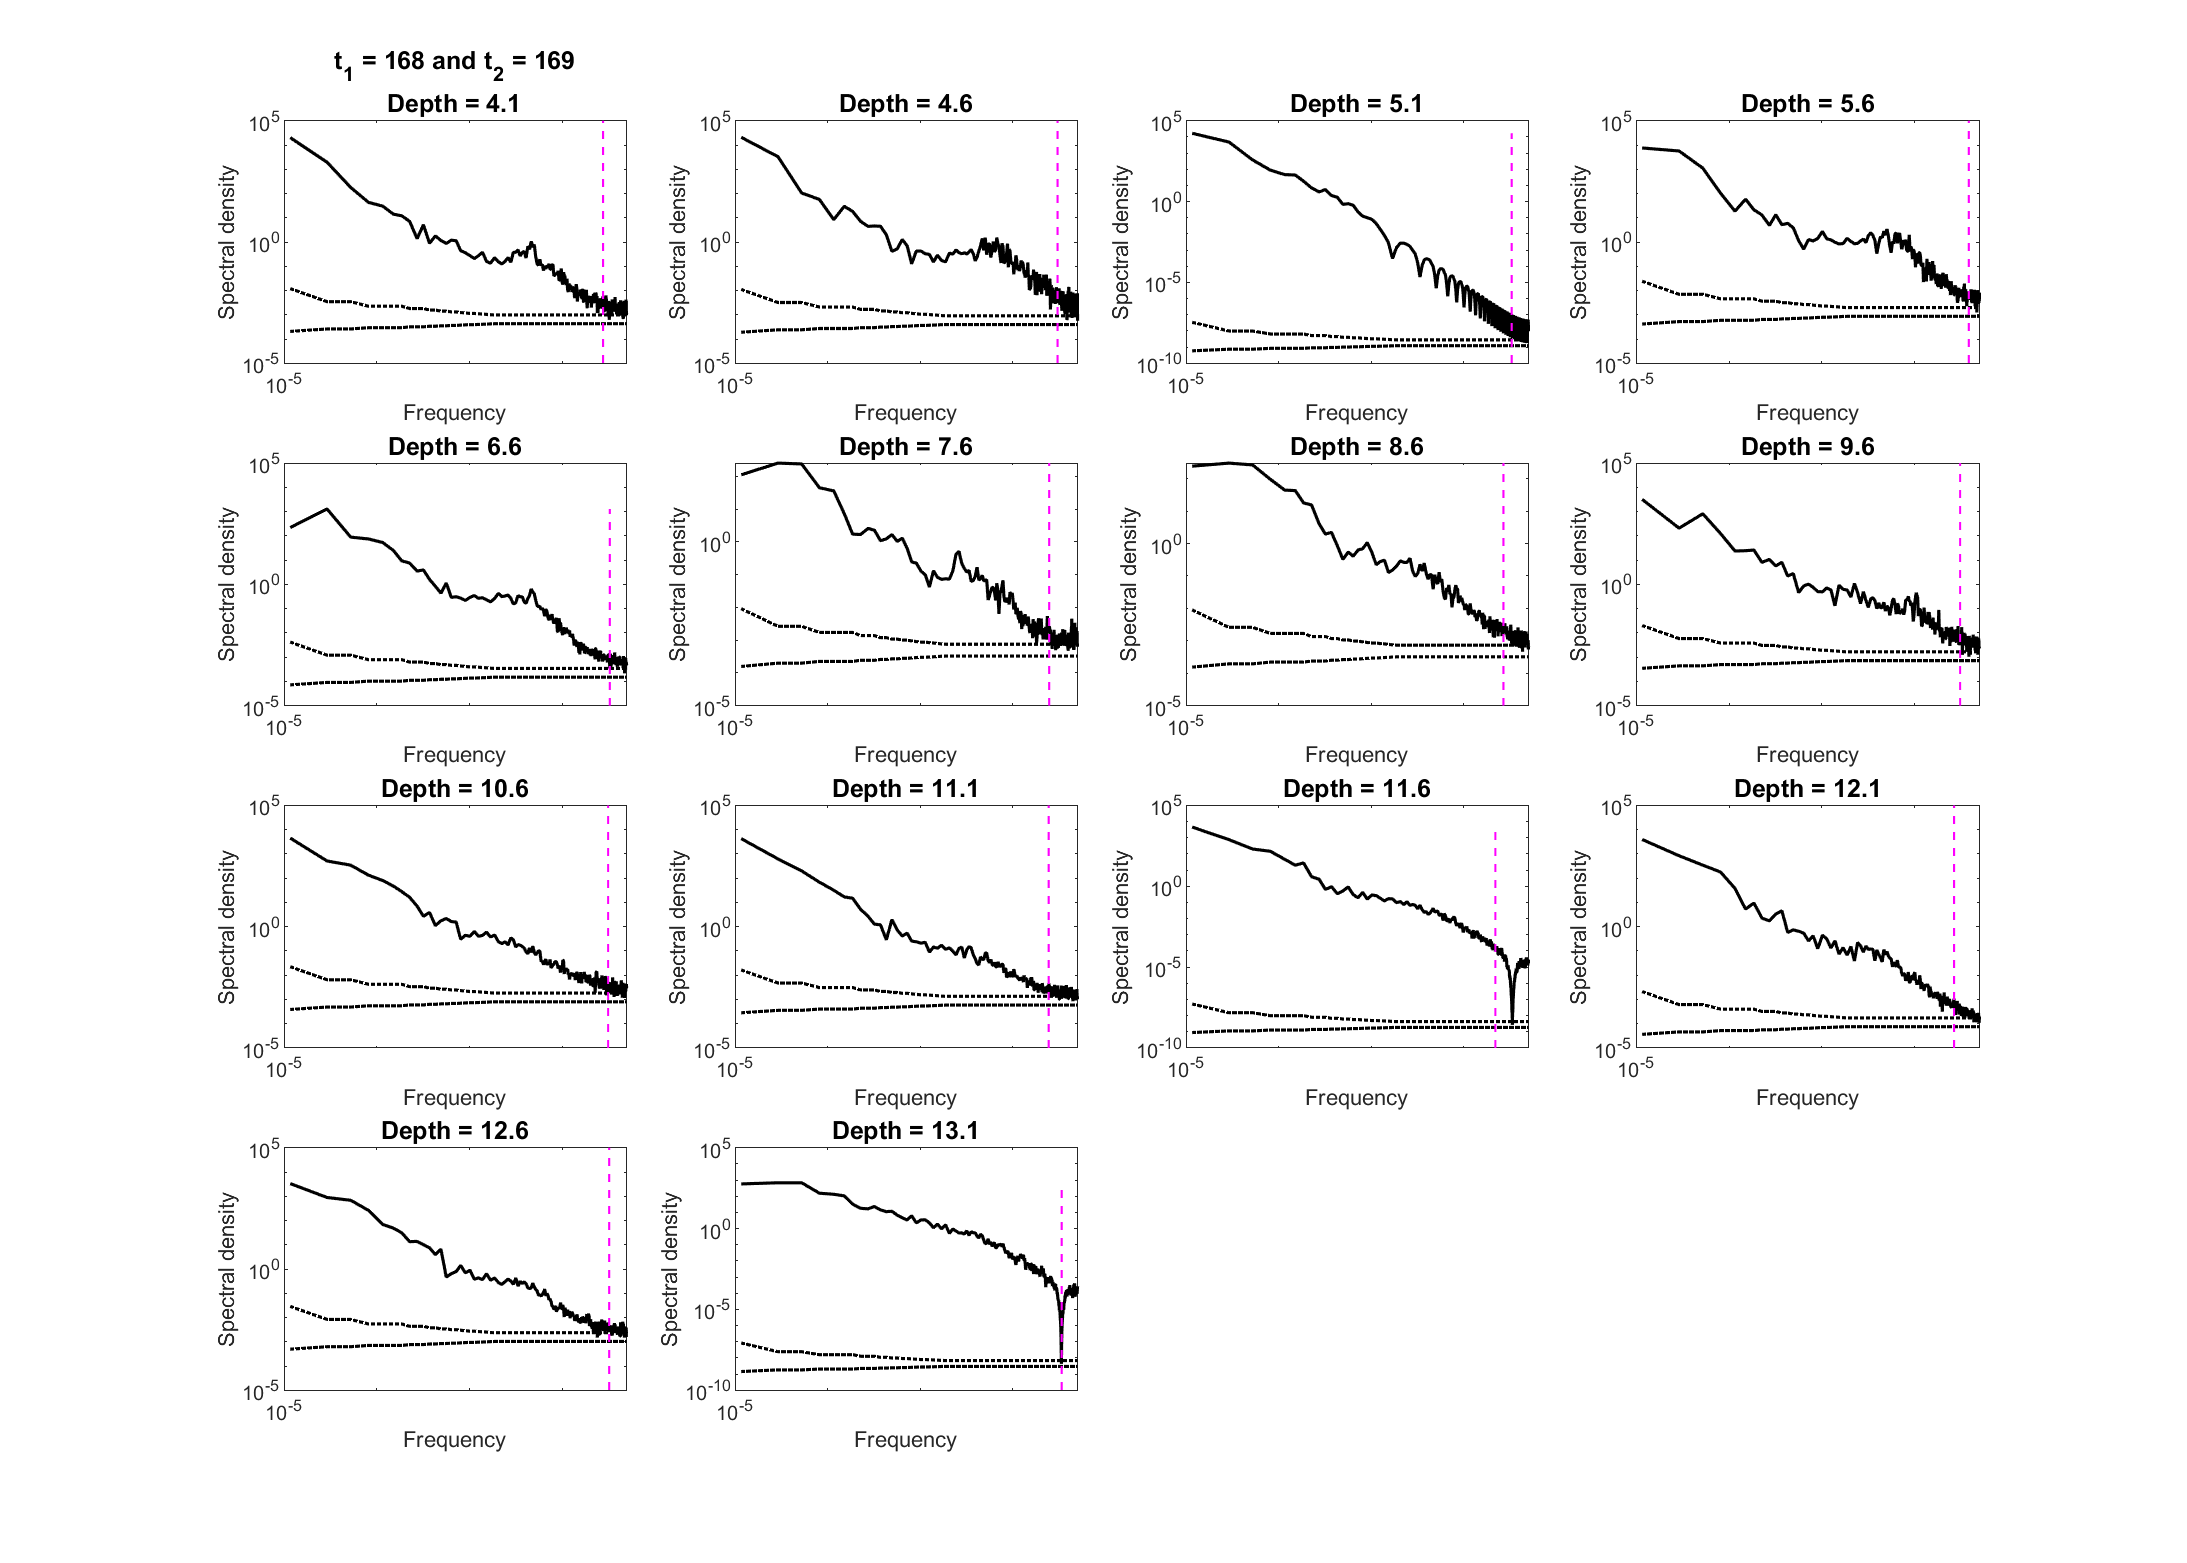 t1 = 168 and t2 = 169
Depth = 4.1
10^5
10^0
10^-5
10^-5
Spectral density
Frequency
Depth = 4.6
10^5
10^0
10^-5
10^-5
Spectral density
Frequency
Depth = 5.1
10^5
10^0
10^-5
10^-10
10^-5
Spectral density
Frequency
Depth = 5.6
10^5
10^0
10^-5
10^-5
Spectral density
Frequency
Depth = 6.6
10^5
10^0
10^-5
10^-5
Spectral density
Frequency
Depth = 7.6
10^0
10^-5
10^-5
Spectral density
Frequency
Depth = 8.6
10^0
10^-5
10^-5
Spectral density
Frequency
Depth = 9.6
10^5
10^0
10^-5
10^-5
Spectral density
Frequency
Depth = 10.6
10^5
10^0
10^-5
10^-5
Spectral density
Frequency
Depth = 11.1
10^5
10^0
10^-5
10^-5
Spectral density
Frequency
Depth = 11.6
10^5
10^0
10^-5
10^-10
10^-5
Spectral density
Frequency
Depth = 12.1
10^5
10^0
10^-5
10^-5
Spectral density
Frequency
Depth = 12.6
10^5
10^0
10^-5
10^-5
Spectral density
Frequency
Depth = 13.1
10^5
10^0
10^-5
10^-10
10^-5
Spectral density
Frequency